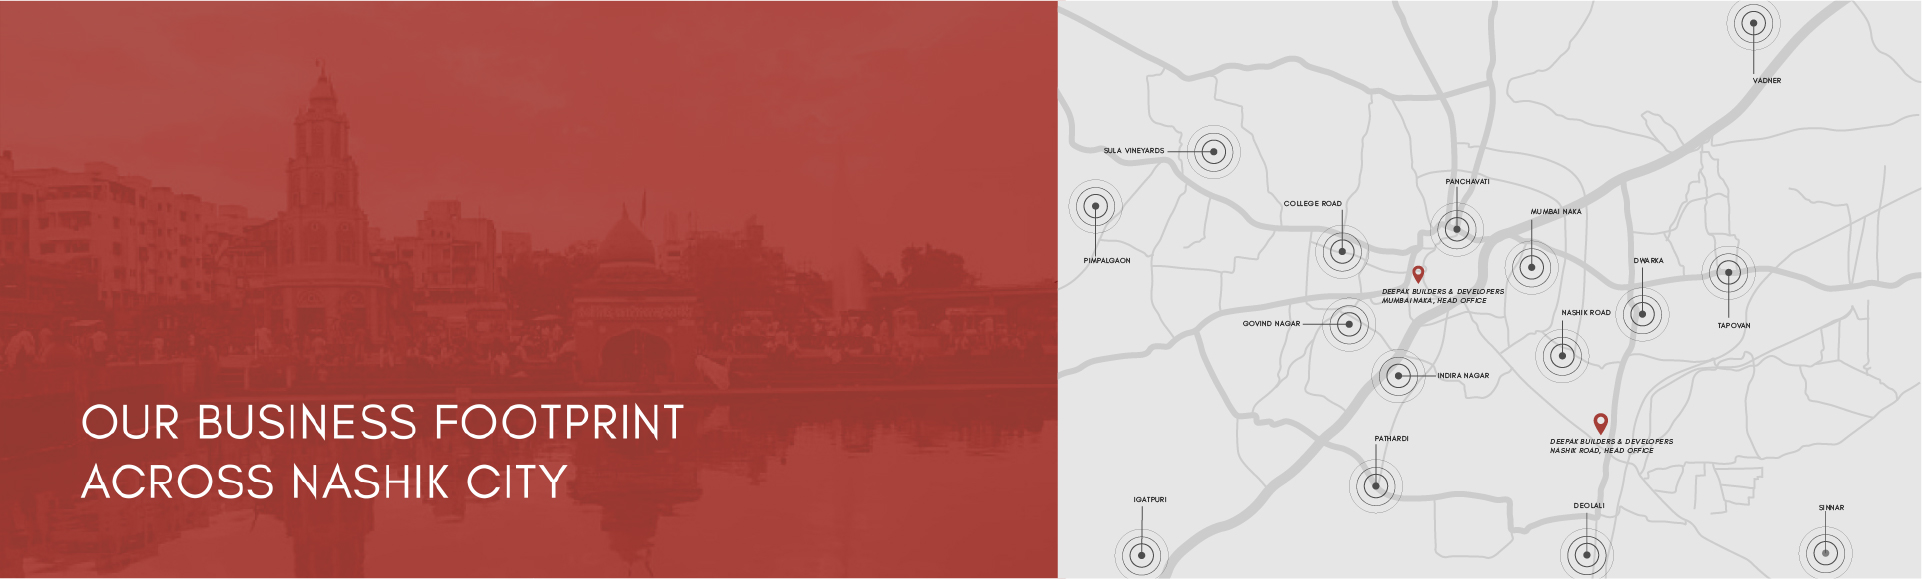 OUR BUSINESS FOOTPRINT
ACROSS NASHIK CITY
VADNER
SULA VINEYARDS
PANCHAVATI
COLLEGE ROAD
MUMBAI NAKA
PIMPALGAON
DWARKA
DEEPAK BUILDERS & DEVELOPERS
MUMBAI NAKA, HEAD OFFICE
NASHIK ROAD
GOVIND NAGAR
TAPOVAN
INDIRA NAGAR
PATHARDI
DEEPAK BUILDERS & DEVELOPERS
NASHIK ROAD, HEAD OFFICE
IGATPURI
DEOLALI
SINNAR